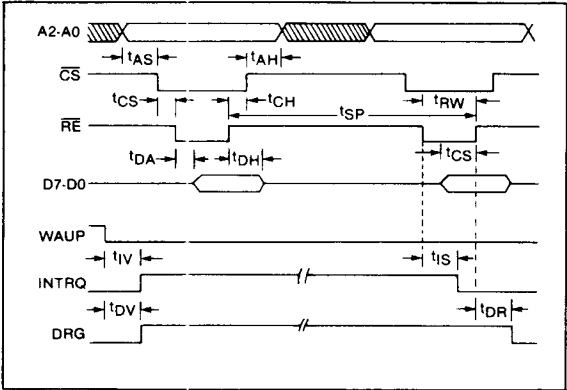 A2-A0
tAS
tAH
CS
tCS
tCH
tSP
tRW
RE
tDA
tDH
tCS
D7-D0
WAUP
tIV
tIS
INTRQ
tDV
tDR
DRG